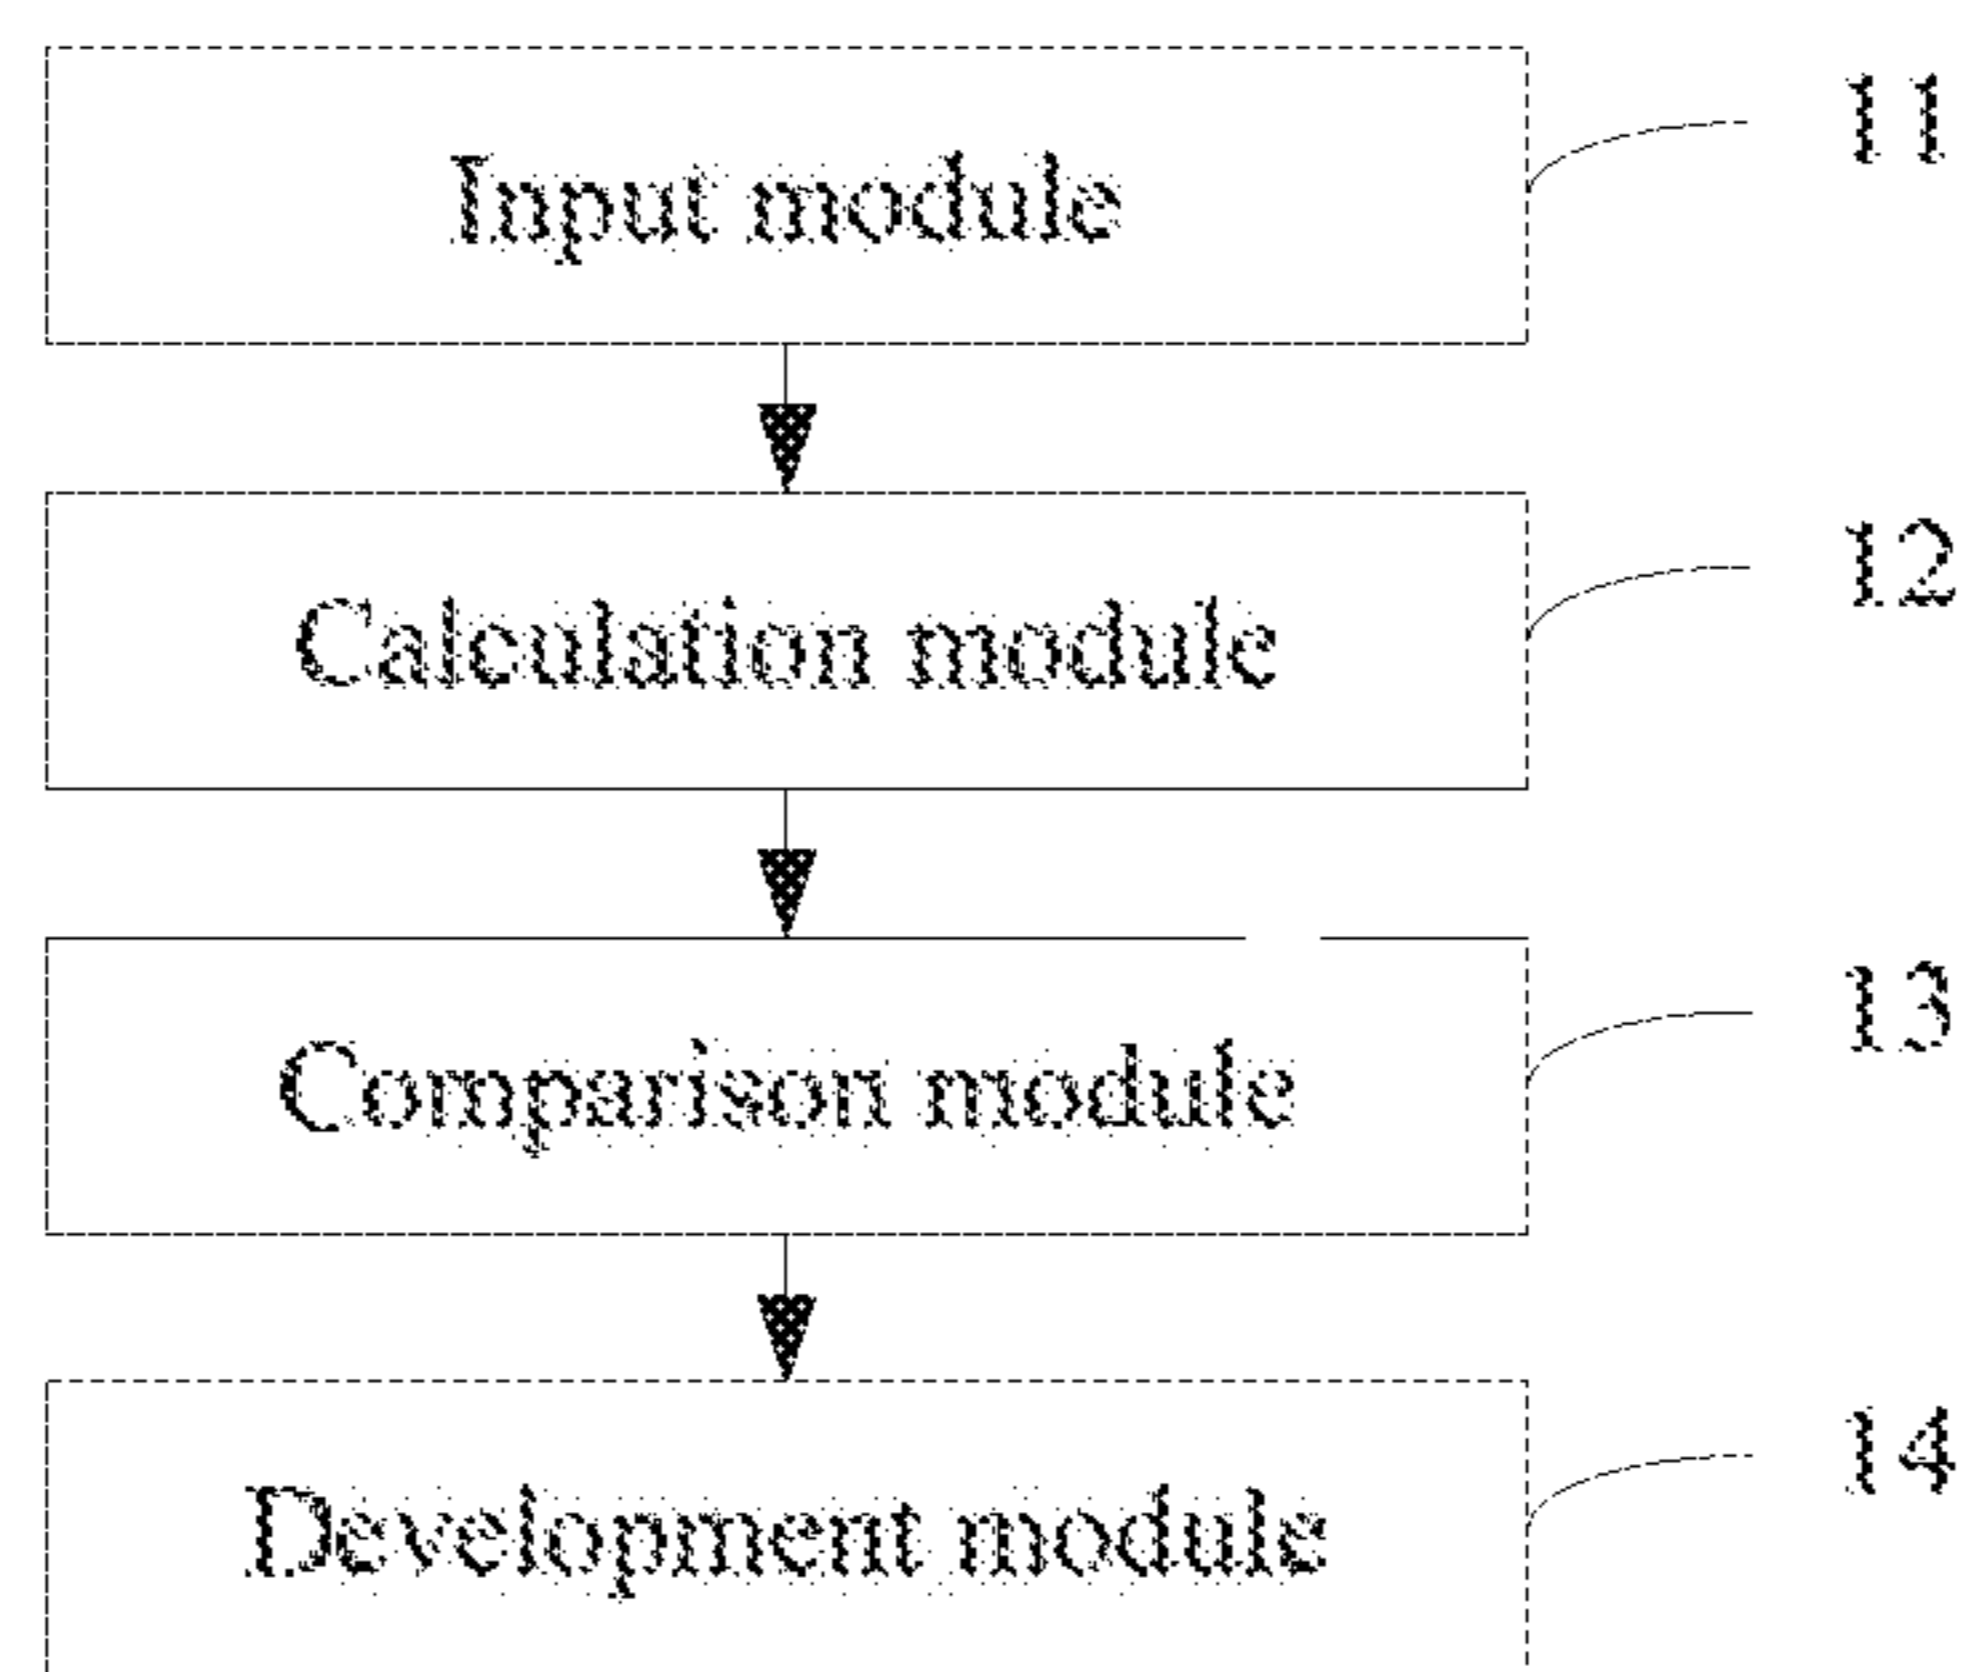 Input module
11
Calculation module
12
Comparison module
13
Development module
14